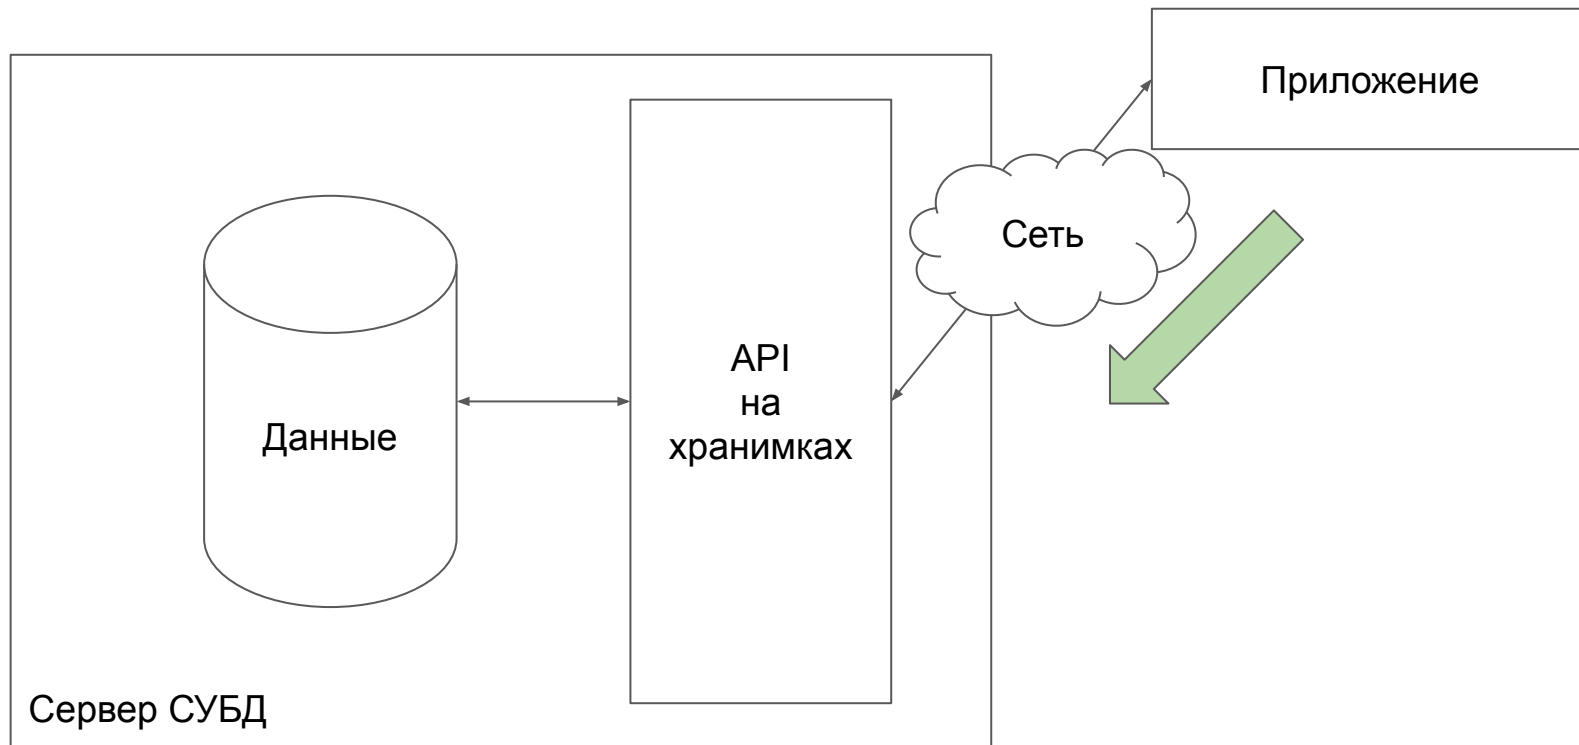 Приложение
Сеть
API
на
хранимках
Данные
Сервер СУБД